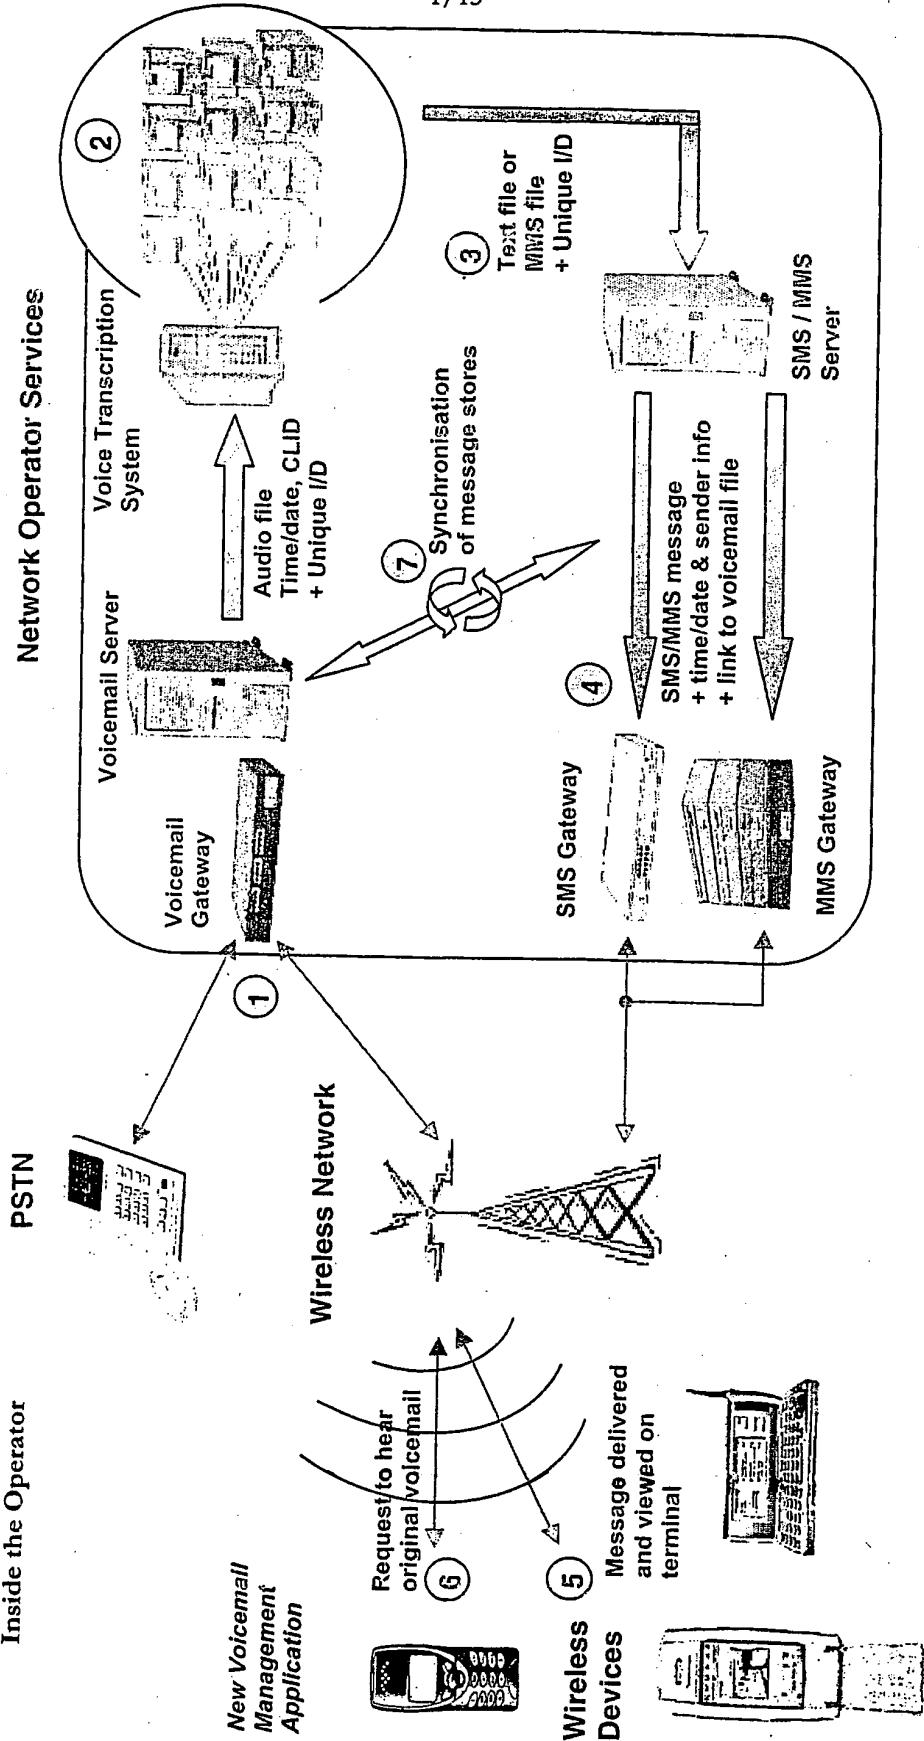 1/13
Inside the Operator
PSTN
Network Operator Services
New Voicemail
Management
Application
Wireless Network
Voicemail
Gateway
Voicemail Server
Voice Transcription
System
1
2
Audio file
Time/date, CLID
+ Unique I/D
3
Text file or
MMS file
+ Unique I/D
Request to hear
original voicemail
6
7
Synchronisation
of message stores
Wireless
Devices
5
Message delivered
and viewed on
terminal
SMS Gateway
4
SMS/MMS message
+ time/date & sender info
+ link to voicemail file
MMS Gateway
SMS / MMS
Server